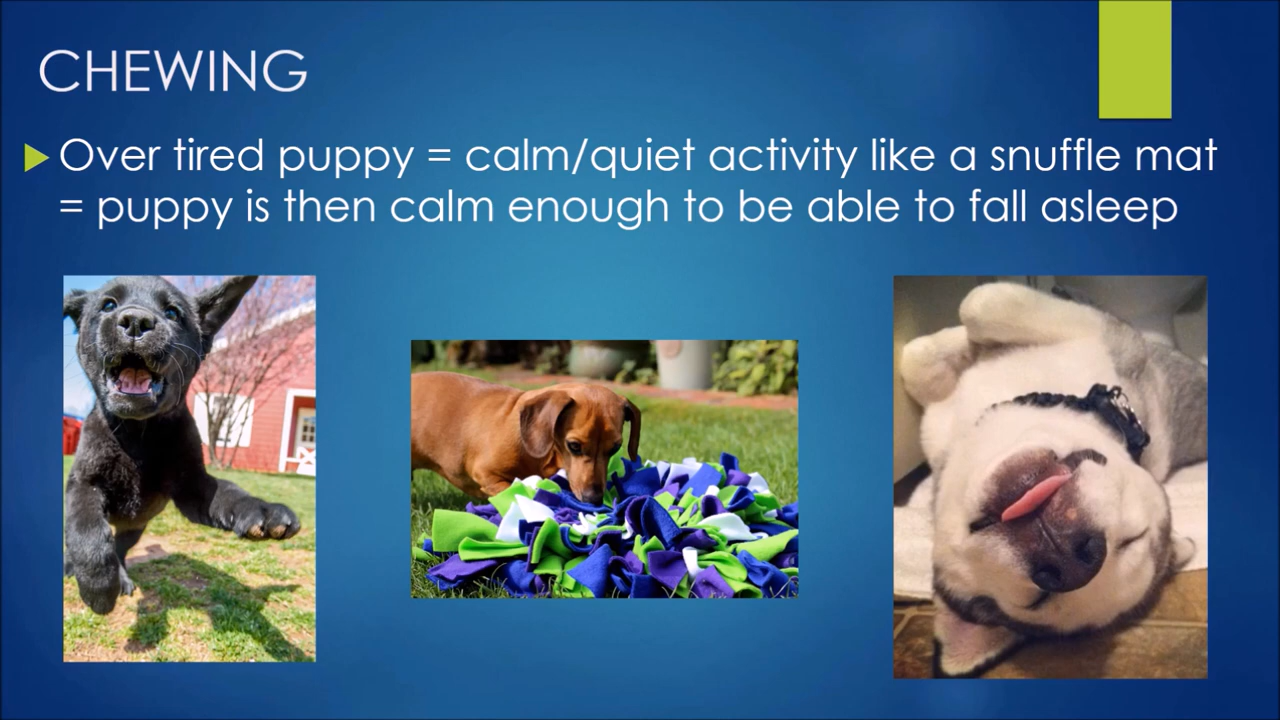 CHEWING
Over tired puppy = calm/quiet activity like a snuffle mat
= puppy is then calm enough to be able to fall asleep